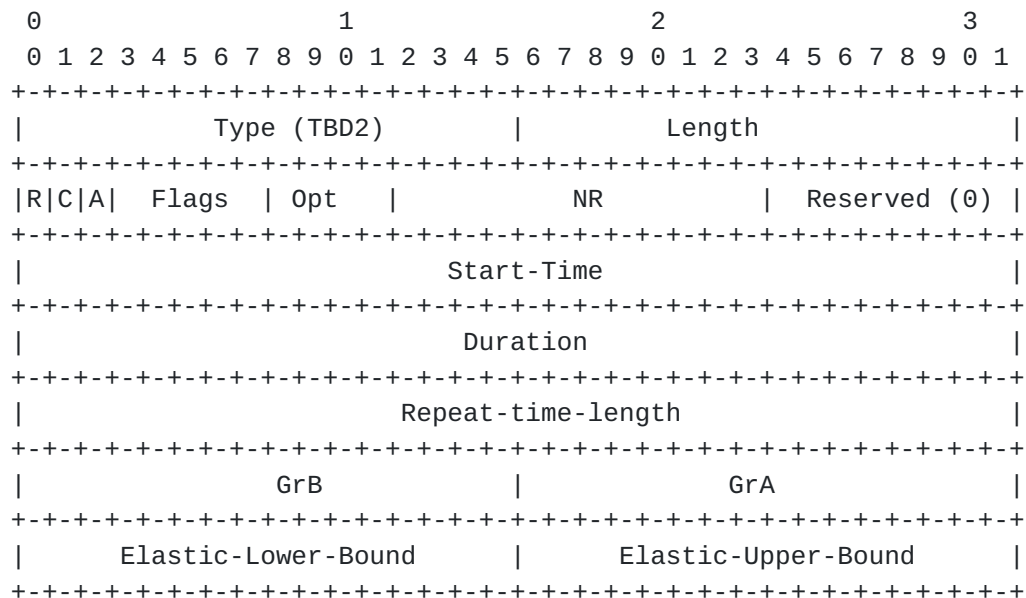 0                   1                   2                   3
 0 1 2 3 4 5 6 7 8 9 0 1 2 3 4 5 6 7 8 9 0 1 2 3 4 5 6 7 8 9 0 1
+-+-+-+-+-+-+-+-+-+-+-+-+-+-+-+-+-+-+-+-+-+-+-+-+-+-+-+-+-+-+-+-+
|            Type (TBD2)        |         Length                |
+-+-+-+-+-+-+-+-+-+-+-+-+-+-+-+-+-+-+-+-+-+-+-+-+-+-+-+-+-+-+-+-+
|R|C|A|  Flags  | Opt   |           NR          |  Reserved (0) |
+-+-+-+-+-+-+-+-+-+-+-+-+-+-+-+-+-+-+-+-+-+-+-+-+-+-+-+-+-+-+-+-+
|                           Start-Time                          |
+-+-+-+-+-+-+-+-+-+-+-+-+-+-+-+-+-+-+-+-+-+-+-+-+-+-+-+-+-+-+-+-+
|                            Duration                           |
+-+-+-+-+-+-+-+-+-+-+-+-+-+-+-+-+-+-+-+-+-+-+-+-+-+-+-+-+-+-+-+-+
|                        Repeat-time-length                     |
+-+-+-+-+-+-+-+-+-+-+-+-+-+-+-+-+-+-+-+-+-+-+-+-+-+-+-+-+-+-+-+-+
|                GrB            |             GrA               |
+-+-+-+-+-+-+-+-+-+-+-+-+-+-+-+-+-+-+-+-+-+-+-+-+-+-+-+-+-+-+-+-+
|      Elastic-Lower-Bound      |      Elastic-Upper-Bound      |
+-+-+-+-+-+-+-+-+-+-+-+-+-+-+-+-+-+-+-+-+-+-+-+-+-+-+-+-+-+-+-+-+